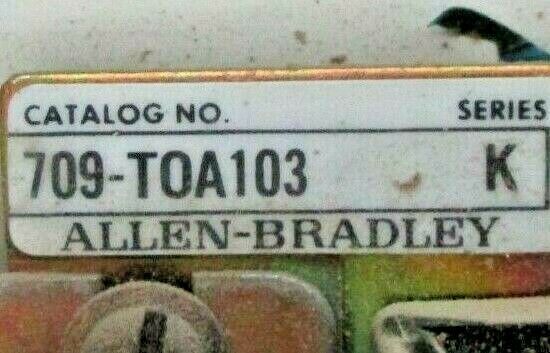 CATALOG NO. SERIES
709-TOA103 K
ALLEN-BRADLEY